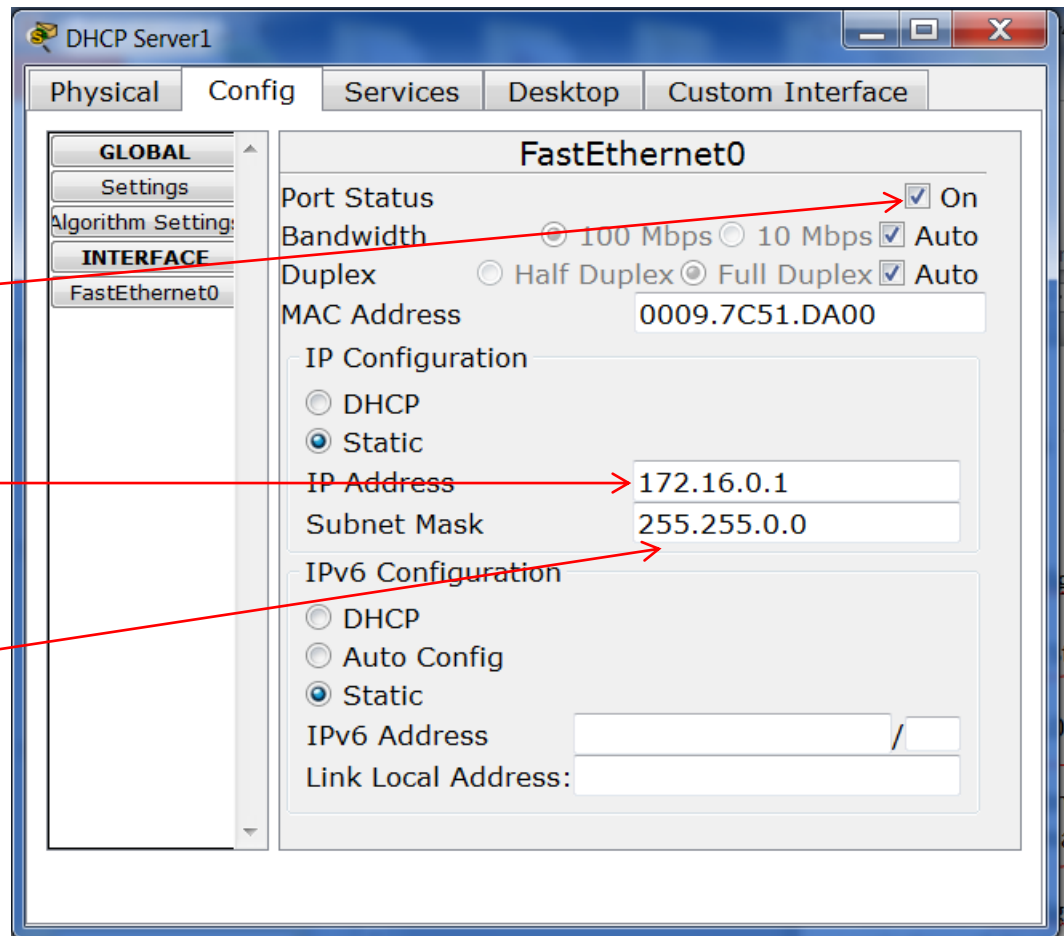 DHCP Server1
Physical Config Services Desktop Custom Interface
GLOBAL
Settings
Algorithm Settings
INTERFACE
FastEthernet0
FastEthernet0
Port Status On
Bandwidth 100 Mbps 10 Mbps Auto
Duplex Half Duplex Full Duplex Auto
MAC Address 0009.7C51.DA00
IP Configuration
DHCP
Static
IP Address 172.16.0.1
Subnet Mask 255.255.0.0
IPv6 Configuration
DHCP
Auto Config
Static
IPv6 Address /
Link Local Address: